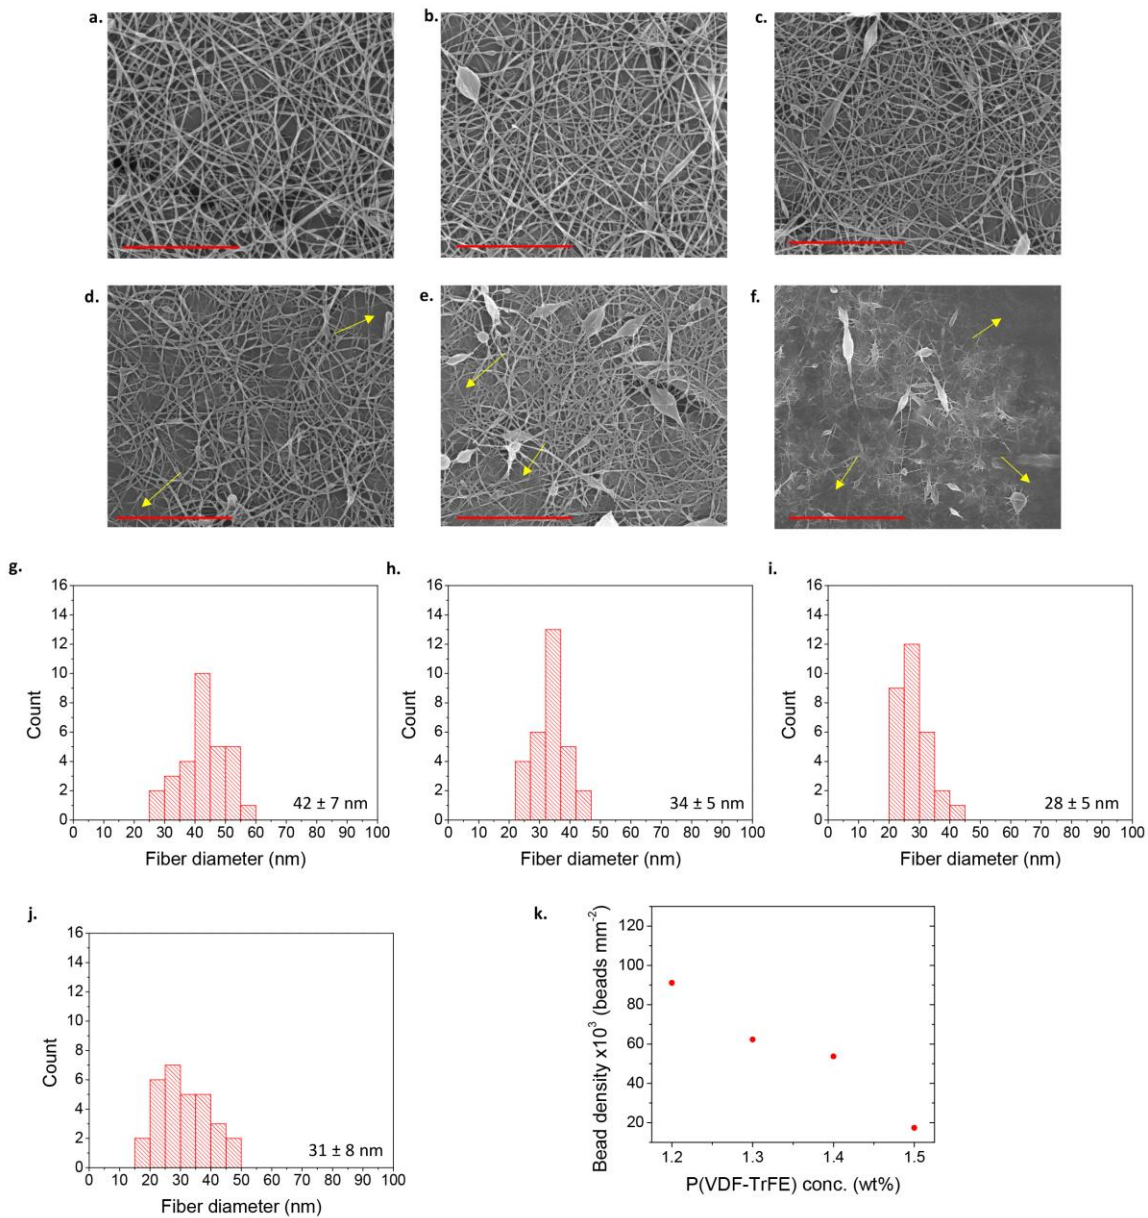 a.
b.
c.
d.
e.
f.
g.
h.
i.
16
14
12
10
8
6
4
2
0
Count
0 10 20 30 40 50 60 70 80 90 100
Fiber diameter (nm)
42 ± 7 nm
16
14
12
10
8
6
4
2
0
Count
0 10 20 30 40 50 60 70 80 90 100
Fiber diameter (nm)
34 ± 5 nm
16
14
12
10
8
6
4
2
0
Count
0 10 20 30 40 50 60 70 80 90 100
Fiber diameter (nm)
28 ± 5 nm
j.
16
14
12
10
8
6
4
2
0
Count
0 10 20 30 40 50 60 70 80 90 100
Fiber diameter (nm)
31 ± 8 nm
k.
Bead density x10³ (beads mm⁻²)
120
100
80
60
40
20
1.2 1.3 1.4 1.5
P(VDF-TrFE) conc. (wt%)